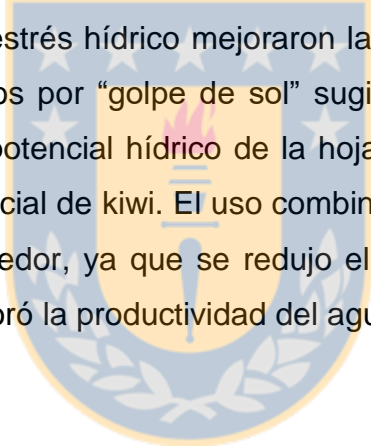 estrés hídrico mejoraron la
os por “golpe de sol” sugi
potencial hídrico de la hoja
cial de kiwi. El uso combin
edor, ya que se redujo el
oró la productividad del agu